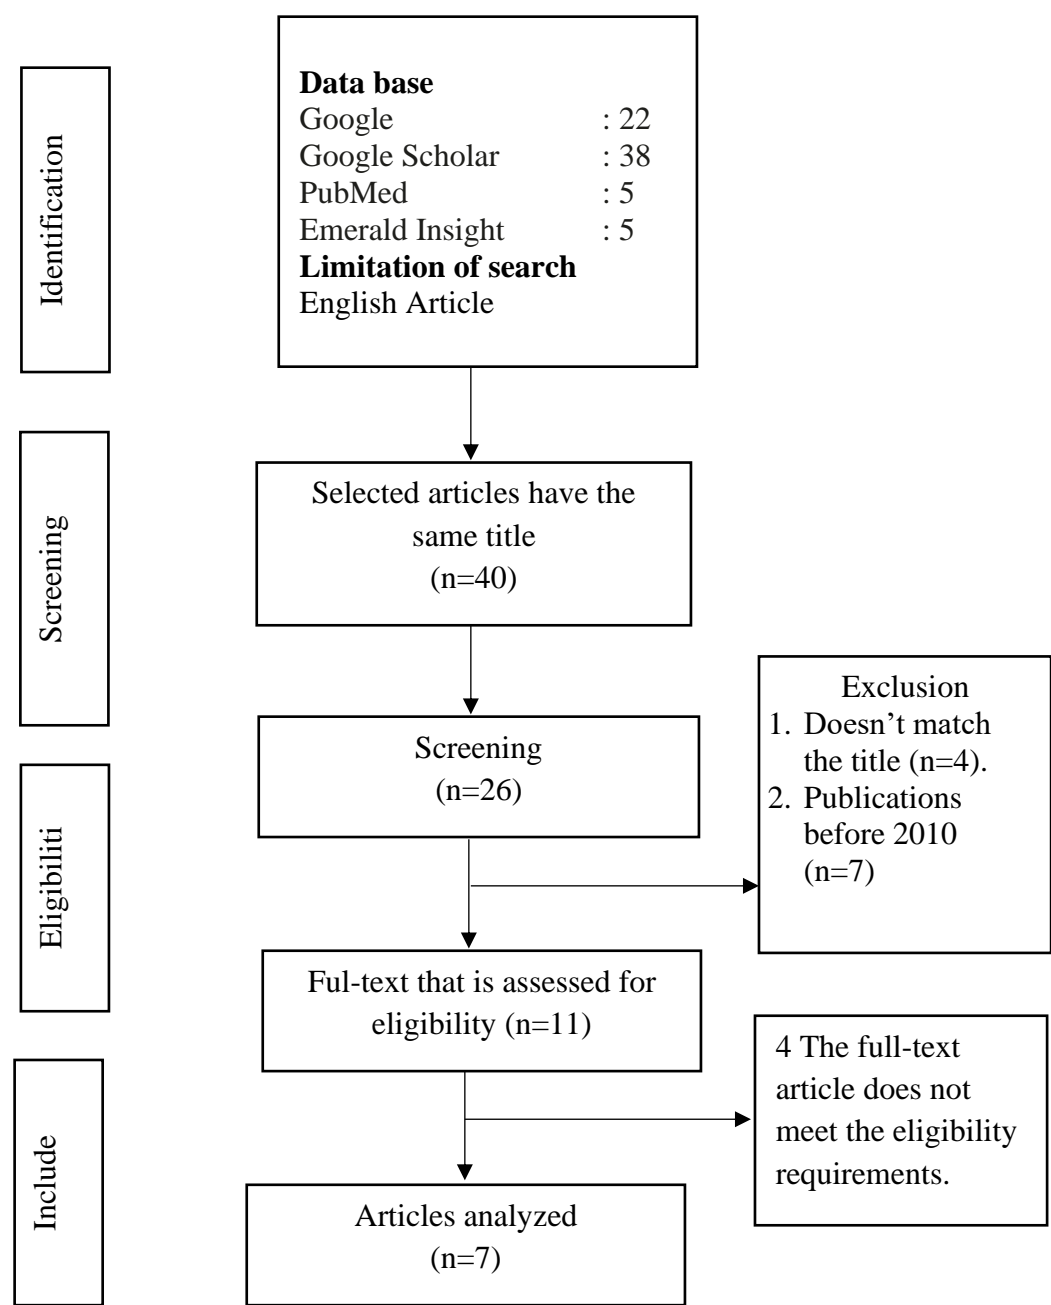 Identification
Data base
Google : 22
Google Scholar : 38
PubMed : 5
Emerald Insight : 5
Limitation of search
English Article
Screening
Selected articles have the
same title
(n=40)
Screening
(n=26)
Exclusion
1. Doesn’t match
the title (n=4).
2. Publications
before 2010
(n=7)
Eligibiliti
Ful-text that is assessed for
eligibility (n=11)
4 The full-text
article does not
meet the eligibility
requirements.
Include
Articles analyzed
(n=7)